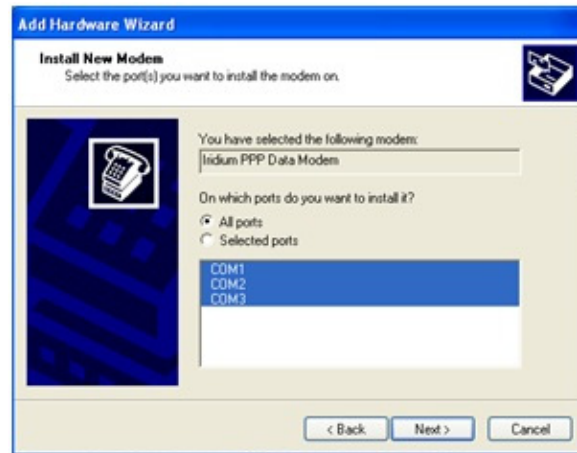 Add Hardware Wizard
Install New Modem
Select the port(s) you want to install the modem on.
You have selected the following modem:
Iridium PPP Data Modem
On which ports do you want to install it?
All ports
Selected ports
COM1
COM2
COM3
< Back
Next >
Cancel